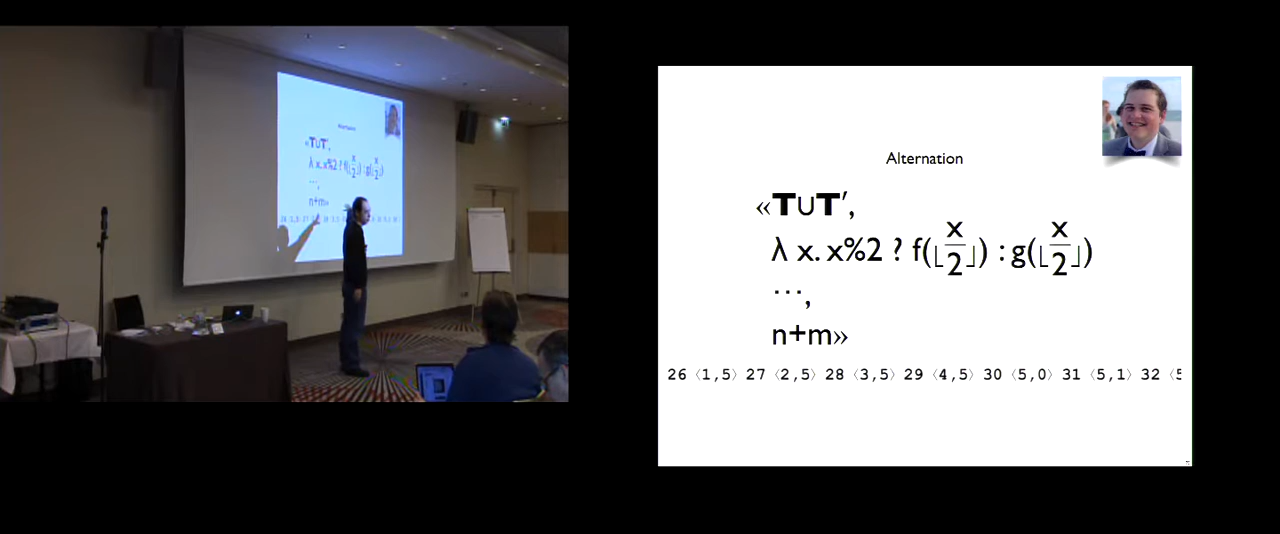 Alternation
«T∪T′,
λ x. x%2 ? f(⌊x/2⌋) : g(⌊x/2⌋)
⋯,
n+m»
26 ⟨1,5⟩ 27 ⟨2,5⟩ 28 ⟨3,5⟩ 29 ⟨4,5⟩ 30 ⟨5,0⟩ 31 ⟨5,1⟩ 32 ⟨5